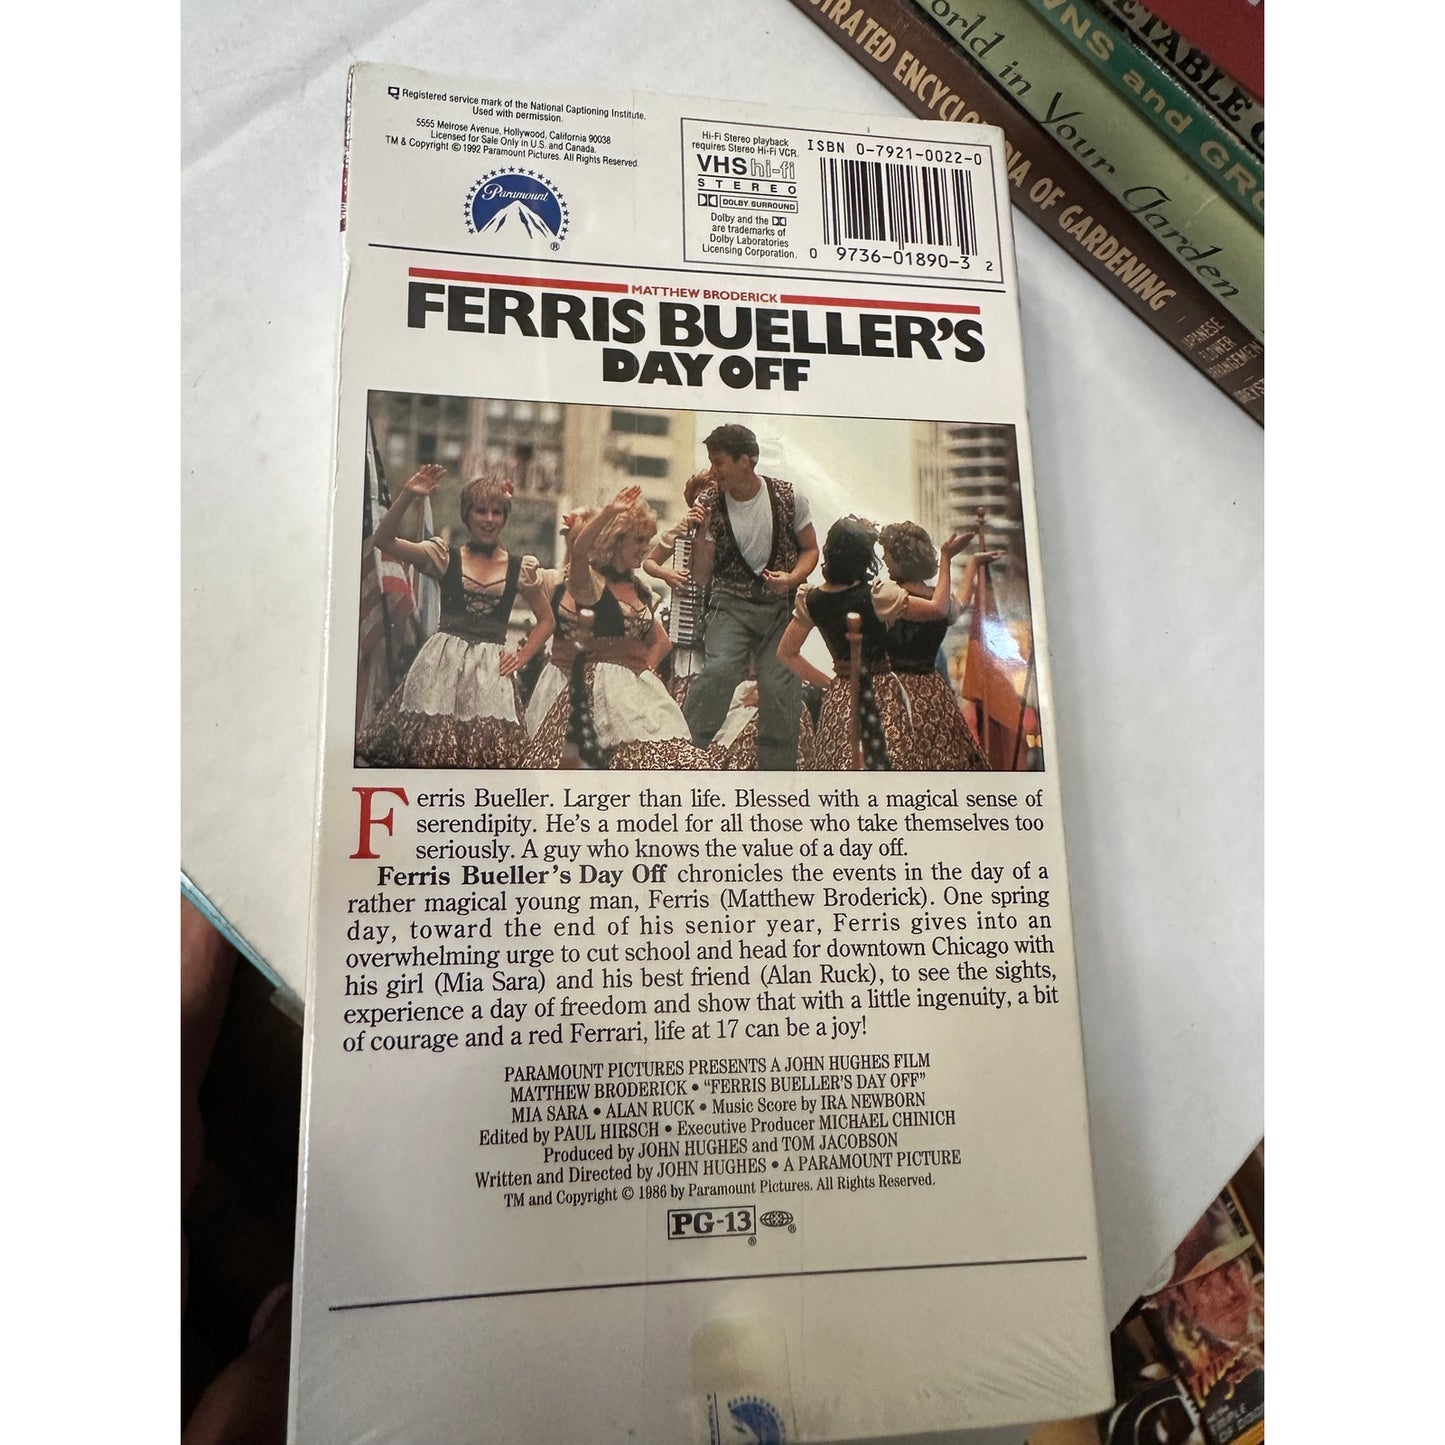 Registered service mark of the National Captioning Institute.
Used with permission.
5555 Melrose Avenue, Hollywood, California 90038
Licensed for Sale Only in U.S. and Canada.
TM & Copyright © 1992 Paramount Pictures. All Rights Reserved.
Paramount
®
Hi-Fi Stereo playback
requires Stereo Hi-Fi VCR.
VHS hi-fi
STEREO
DOLBY SURROUND
Dolby and the
are trademarks of
Dolby Laboratories
Licensing Corporation.
ISBN 0-7921-0022-0
0 9736-01890-3 2
MATTHEW BRODERICK
FERRIS BUELLER'S
DAY OFF
Ferris Bueller. Larger than life. Blessed with a magical sense of
serendipity. He's a model for all those who take themselves too
seriously. A guy who knows the value of a day off.
Ferris Bueller's Day Off chronicles the events in the day of a
rather magical young man, Ferris (Matthew Broderick). One spring
day, toward the end of his senior year, Ferris gives into an
overwhelming urge to cut school and head for downtown Chicago with
his girl (Mia Sara) and his best friend (Alan Ruck), to see the sights,
experience a day of freedom and show that with a little ingenuity, a bit
of courage and a red Ferrari, life at 17 can be a joy!
PARAMOUNT PICTURES PRESENTS A JOHN HUGHES FILM
MATTHEW BRODERICK • "FERRIS BUELLER'S DAY OFF"
MIA SARA • ALAN RUCK • Music Score by IRA NEWBORN
Edited by PAUL HIRSCH • Executive Producer MICHAEL CHINICH
Produced by JOHN HUGHES and TOM JACOBSON
Written and Directed by JOHN HUGHES • A PARAMOUNT PICTURE
TM and Copyright © 1986 by Paramount Pictures. All Rights Reserved.
PG-13 ® ®
OF GARDENING
JAPANESE
FLOWER
in Your Garden
and
TEMPLE